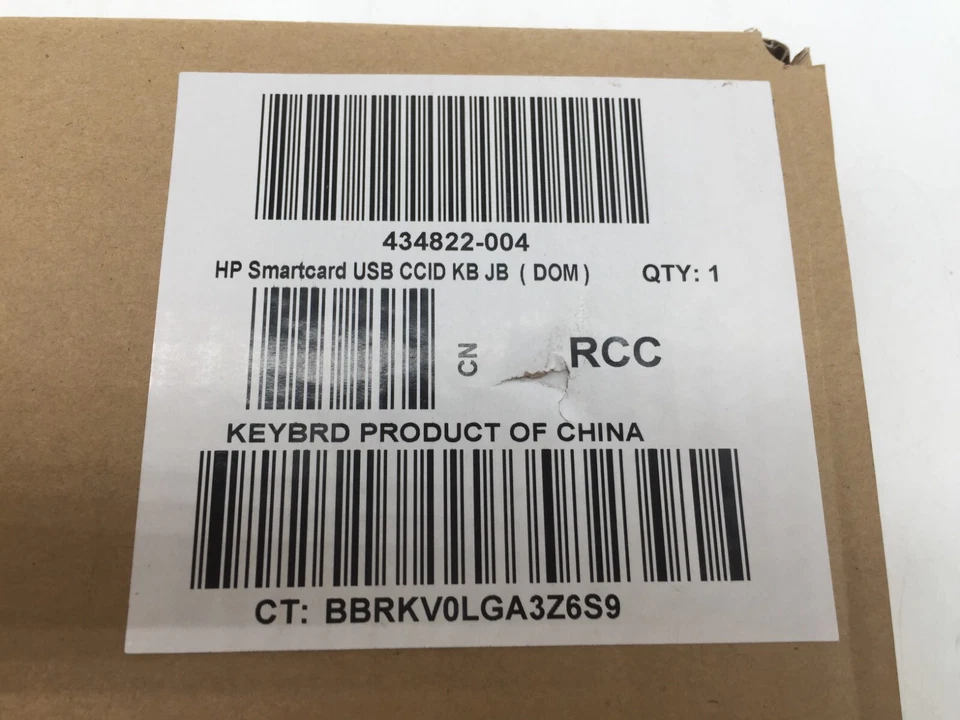 434822-004
HP Smartcard USB CCID KB JB ( DOM ) QTY: 1
CN RCC
KEYBRD PRODUCT OF CHINA
CT: BBRKV0LGA3Z6S9